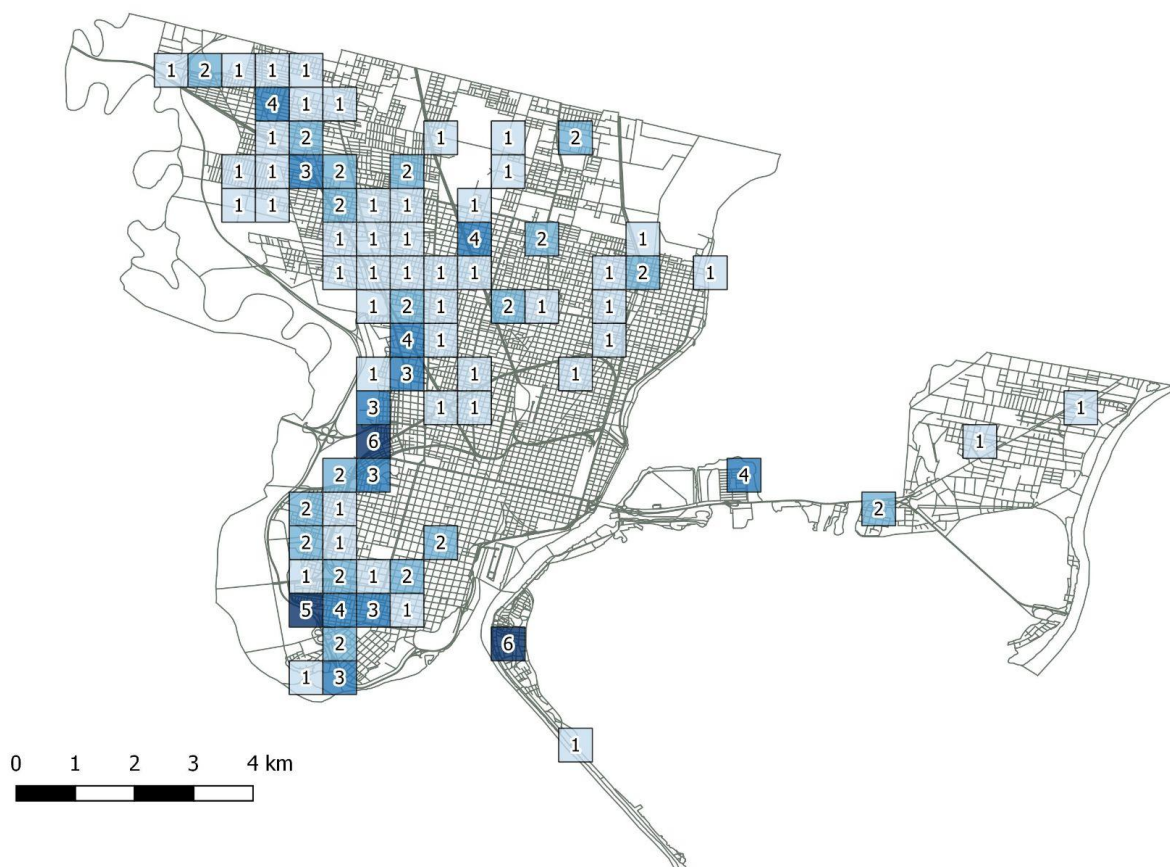 1 2 1 1 1
4 1 1
1 2 1 1 2
1 1 3 2 2 1
1 1 2 1 1 1
1 1 1 4 2 1
1 1 1 1 1 1 2 1
1 2 1 2 1 1
4 1 1
1 3 1 1
3 1 1 1
6 1
2 3 4
2 1 2
2 1 2
1 2 1 2
5 4 3 1
2 6
1 3
1
0 1 2 3 4 km